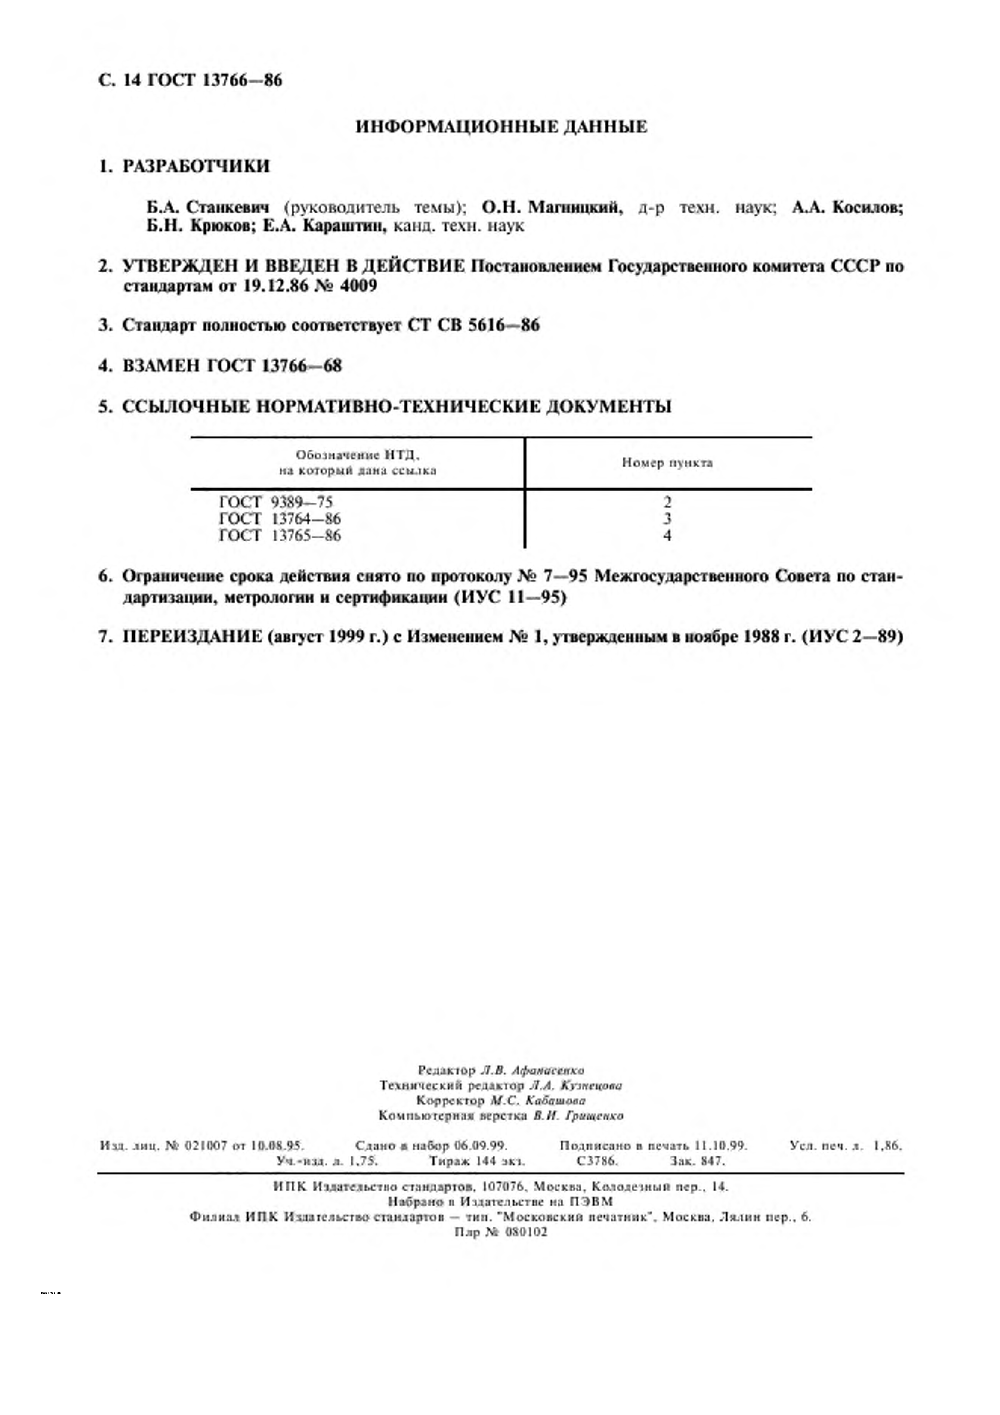 С. 14 ГОСТ 13766—86
ИНФОРМАЦИОННЫЕ ДАННЫЕ
1. РАЗРАБОТЧИКИ
Б.А. Станкевич (руководитель темы); О.Н. Магницкий, д-р техн. наук; А.А. Косилов;
Б.Н. Крюков; Е.А. Караштин, канд. техн. наук
2. УТВЕРЖДЕН И ВВЕДЕН В ДЕЙСТВИЕ Постановлением Государственного комитета СССР по
стандартам от 19.12.86 № 4009
3. Стандарт полностью соответствует СТ СВ 5616—86
4. ВЗАМЕН ГОСТ 13766—68
5. ССЫЛОЧНЫЕ НОРМАТИВНО-ТЕХНИЧЕСКИЕ ДОКУМЕНТЫ
Обозначение НТД,
на который дана ссылка
Номер пункта
ГОСТ 9389—75 2
ГОСТ 13764—86 3
ГОСТ 13765—86 4
6. Ограничение срока действия снято по протоколу № 7—95 Межгосударственного Совета по стан-
дартизации, метрологии и сертификации (ИУС 11—95)
7. ПЕРЕИЗДАНИЕ (август 1999 г.) с Изменением № 1, утвержденным в ноябре 1988 г. (ИУС 2—89)
Редактор Л.В. Афанасенко
Технический редактор Л.А. Кузнецова
Корректор М.С. Кабашова
Компьютерная верстка В.И. Грищенко
Изд. лиц. № 021007 от 10.08.95. Сдано в набор 06.09.99. Подписано в печать 11.10.99. Усл. печ. л. 1,86.
Уч.-изд. л. 1,75. Тираж 144 экз. С3786. Зак. 847.
ИПК Издательство стандартов, 107076, Москва, Колодезный пер., 14.
Набрано в Издательстве на ПЭВМ
Филиал ИПК Издательство стандартов — тип. "Московский печатник", Москва, Лялин пер., 6.
Плр № 080102